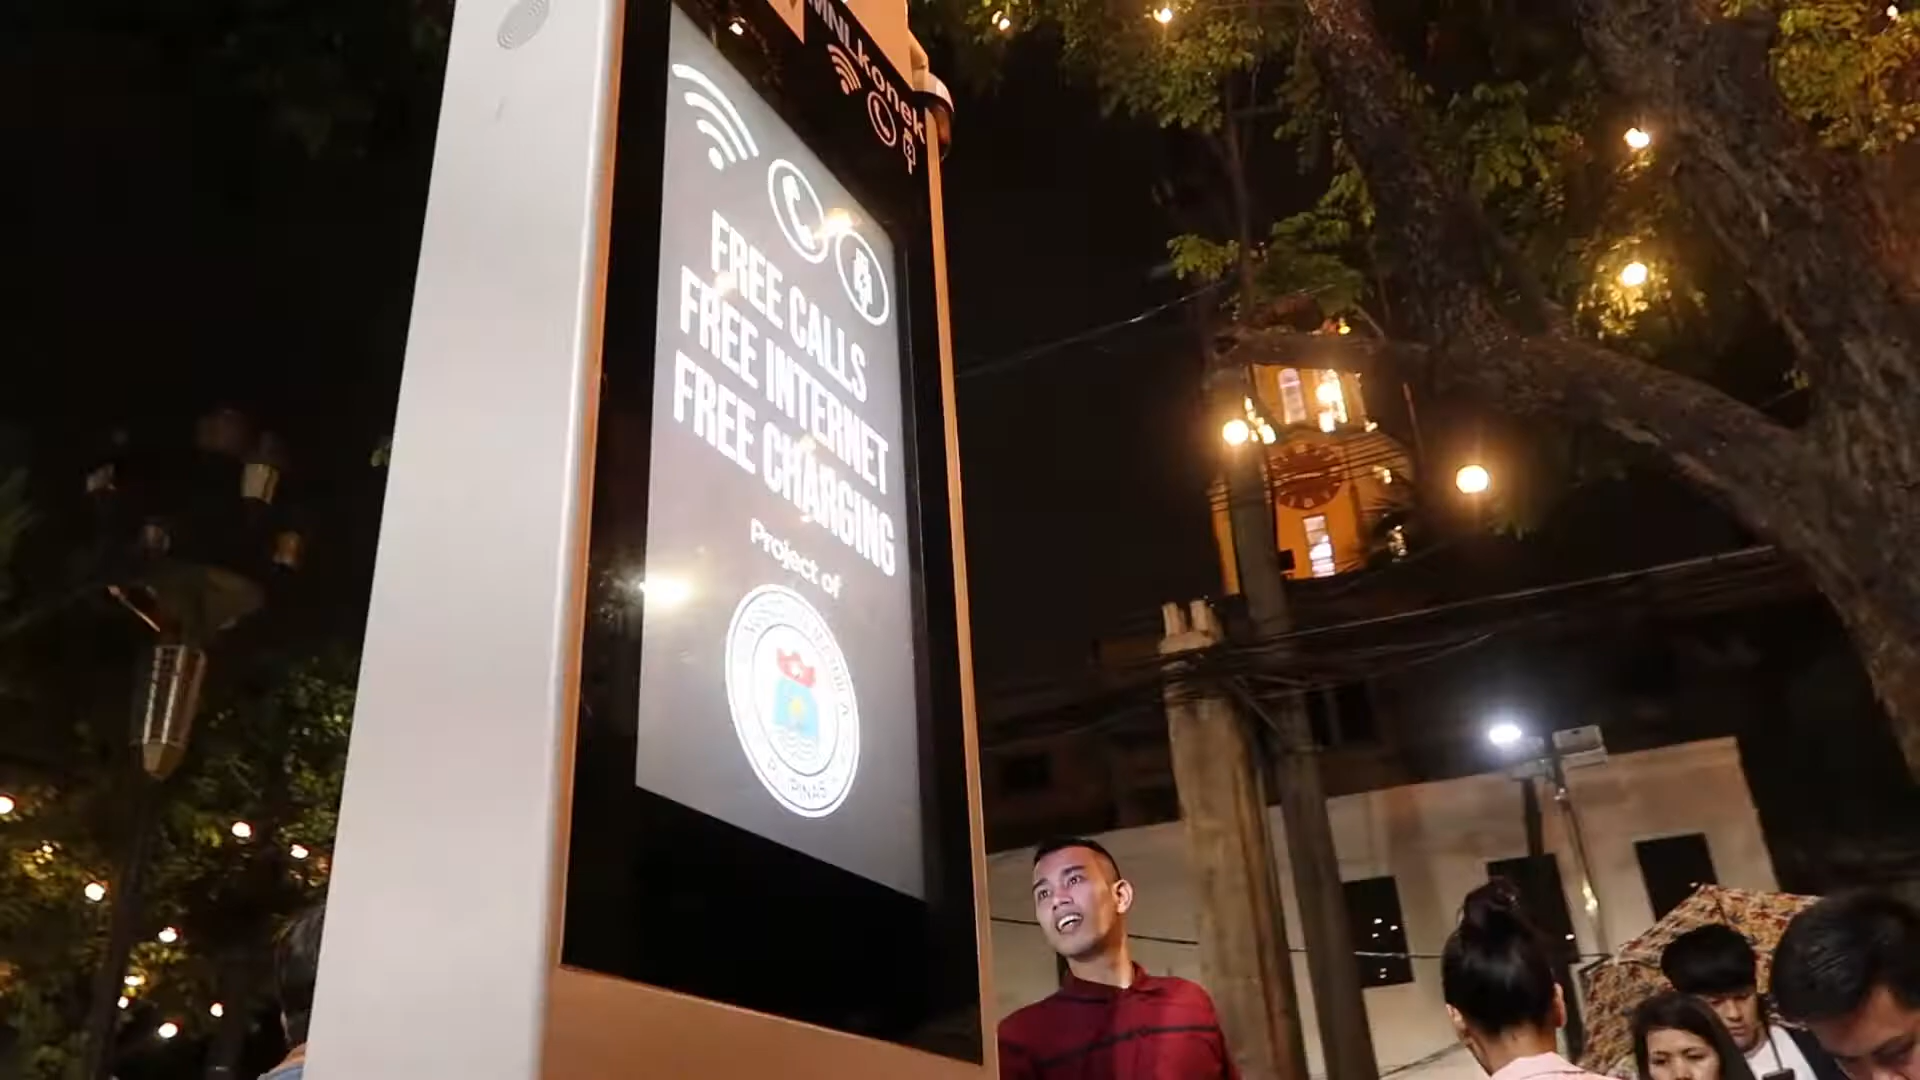 MNLkonek
FREE CALLS
FREE INTERNET
FREE CHARGING
Project of